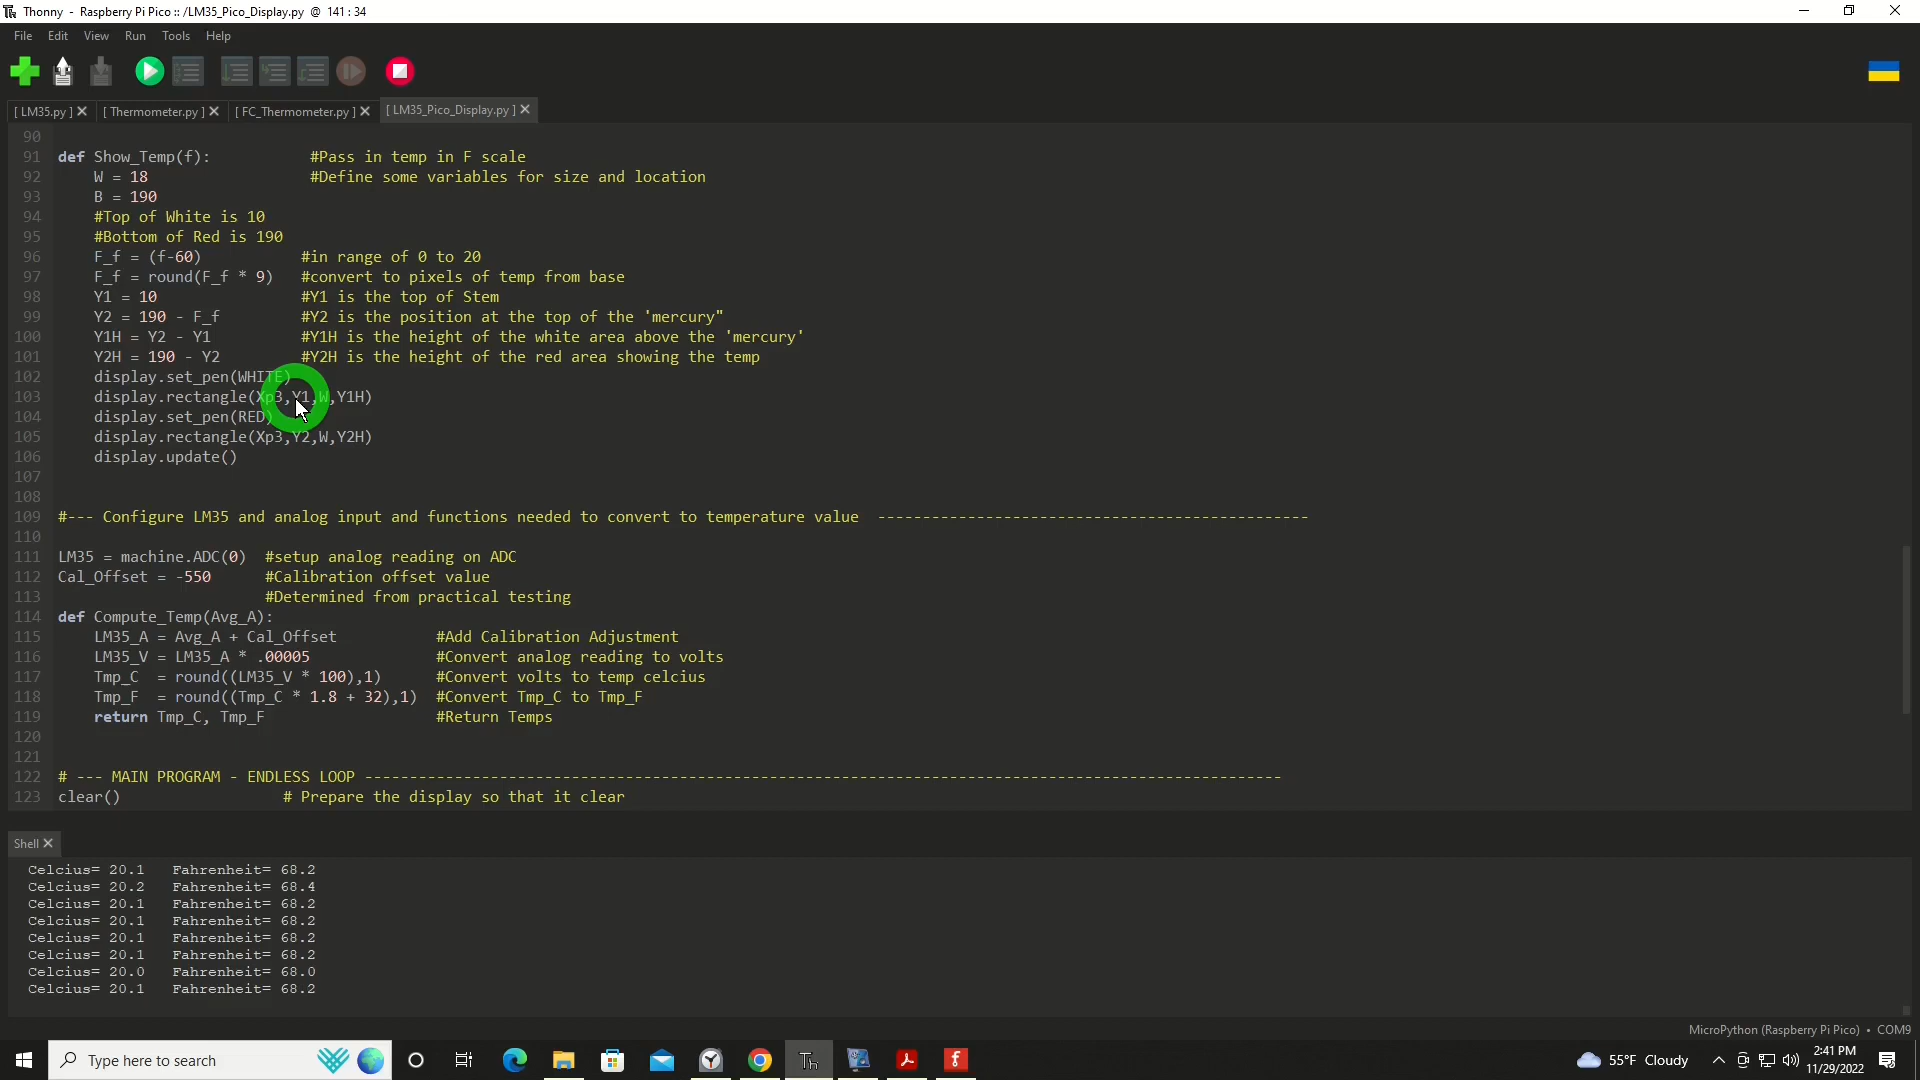 Thonny - Raspberry Pi Pico :: /LM35_Pico_Display.py @ 141 : 34
File Edit View Run Tools Help
[ LM35.py ] [ Thermometer.py ] [ FC_Thermometer.py ] [ LM35_Pico_Display.py ]
90
91 def Show_Temp(f): #Pass in temp in F scale
92 W = 18 #Define some variables for size and location
93 B = 190
94 #Top of White is 10
95 #Bottom of Red is 190
96 F_f = (f-60) #in range of 0 to 20
97 F_f = round(F_f * 9) #convert to pixels of temp from base
98 Y1 = 10 #Y1 is the top of Stem
99 Y2 = 190 - F_f #Y2 is the position at the top of the 'mercury"
100 Y1H = Y2 - Y1 #Y1H is the height of the white area above the 'mercury'
101 Y2H = 190 - Y2 #Y2H is the height of the red area showing the temp
102 display.set_pen(WHITE)
103 display.rectangle(Xp3,Y1,W,Y1H)
104 display.set_pen(RED)
105 display.rectangle(Xp3,Y2,W,Y2H)
106 display.update()
107
108
109 #--- Configure LM35 and analog input and functions needed to convert to temperature value ------------------------------------------------
110
111 LM35 = machine.ADC(0) #setup analog reading on ADC
112 Cal_Offset = -550 #Calibration offset value
113 #Determined from practical testing
114 def Compute_Temp(Avg_A):
115 LM35_A = Avg_A + Cal_Offset #Add Calibration Adjustment
116 LM35_V = LM35_A * .00005 #Convert analog reading to volts
117 Tmp_C = round((LM35_V * 100),1) #Convert volts to temp celcius
118 Tmp_F = round((Tmp_C * 1.8 + 32),1) #Convert Tmp_C to Tmp_F
119 return Tmp_C, Tmp_F #Return Temps
120
121
122 # --- MAIN PROGRAM - ENDLESS LOOP ------------------------------------------------------------------------------------------------------
123 clear() # Prepare the display so that it clear
Shell
Celcius= 20.1 Fahrenheit= 68.2
Celcius= 20.2 Fahrenheit= 68.4
Celcius= 20.1 Fahrenheit= 68.2
Celcius= 20.1 Fahrenheit= 68.2
Celcius= 20.1 Fahrenheit= 68.2
Celcius= 20.1 Fahrenheit= 68.2
Celcius= 20.0 Fahrenheit= 68.0
Celcius= 20.1 Fahrenheit= 68.2
MicroPython (Raspberry Pi Pico) • COM9
Type here to search
55°F Cloudy
2:41 PM
11/29/2022